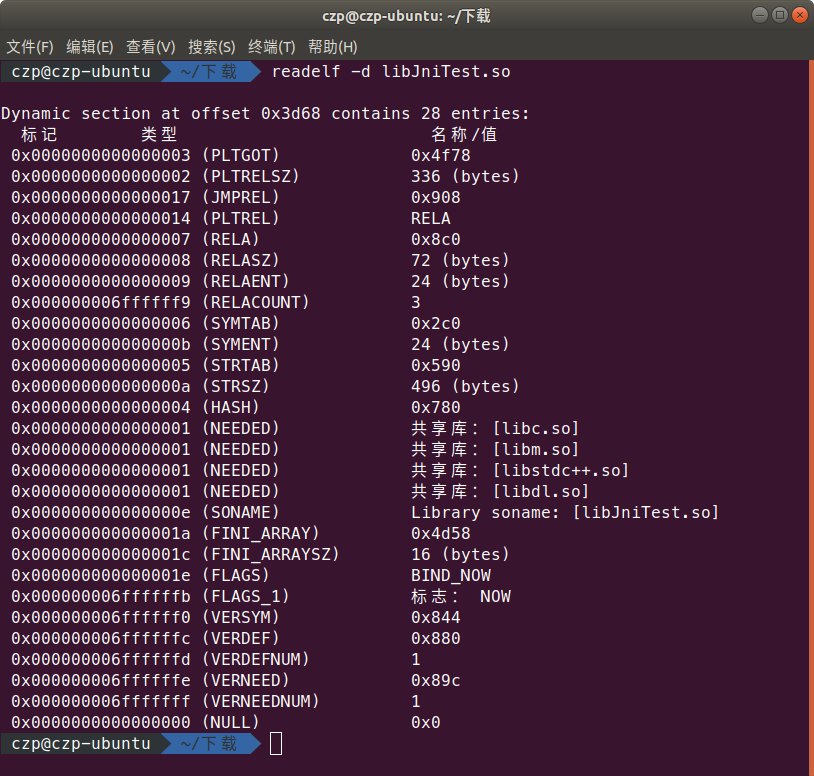 czp@czp-ubuntu: ~/下载
文件(F) 编辑(E) 查看(V) 搜索(S) 终端(T) 帮助(H)
czp@czp-ubuntu ~/下载 readelf -d libJniTest.so
Dynamic section at offset 0x3d68 contains 28 entries:
标记 类型 名称/值
0x0000000000000003 (PLTGOT) 0x4f78
0x0000000000000002 (PLTRELSZ) 336 (bytes)
0x0000000000000017 (JMPREL) 0x908
0x0000000000000014 (PLTREL) RELA
0x0000000000000007 (RELA) 0x8c0
0x0000000000000008 (RELASZ) 72 (bytes)
0x0000000000000009 (RELAENT) 24 (bytes)
0x000000006ffffff9 (RELACOUNT) 3
0x0000000000000006 (SYMTAB) 0x2c0
0x000000000000000b (SYMENT) 24 (bytes)
0x0000000000000005 (STRTAB) 0x590
0x000000000000000a (STRSZ) 496 (bytes)
0x0000000000000004 (HASH) 0x780
0x0000000000000001 (NEEDED) 共享库：[libc.so]
0x0000000000000001 (NEEDED) 共享库：[libm.so]
0x0000000000000001 (NEEDED) 共享库：[libstdc++.so]
0x0000000000000001 (NEEDED) 共享库：[libdl.so]
0x000000000000000e (SONAME) Library soname: [libJniTest.so]
0x000000000000001a (FINI_ARRAY) 0x4d58
0x000000000000001c (FINI_ARRAYSZ) 16 (bytes)
0x000000000000001e (FLAGS) BIND_NOW
0x000000006ffffffb (FLAGS_1) 标志： NOW
0x000000006ffffff0 (VERSYM) 0x844
0x000000006ffffffc (VERDEF) 0x880
0x000000006ffffffd (VERDEFNUM) 1
0x000000006ffffffe (VERNEED) 0x89c
0x000000006fffffff (VERNEEDNUM) 1
0x0000000000000000 (NULL) 0x0
czp@czp-ubuntu ~/下载